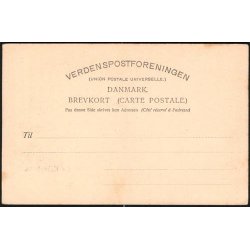 VERDENSPOSTFORENINGEN
(UNION POSTALE UNIVERSELLE.)
DANMARK.
BREVKORT (CARTE POSTALE)
Paa denne Side skrives kun Adressen (Côté réservé à l'adresse)
Til